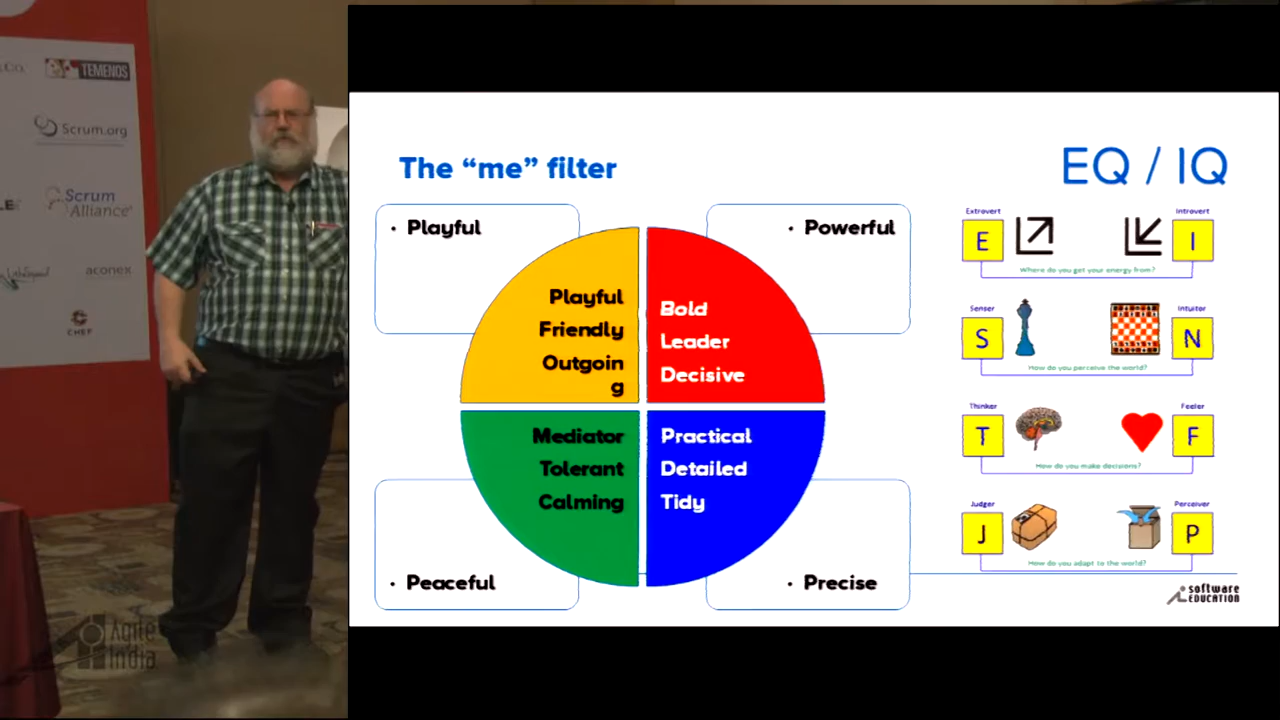 Co.
TEMENOS
Scrum.org
Scrum
Alliance
aconex
CHEF
Agile
India
The “me” filter
EQ / IQ
• Playful
• Powerful
Playful
Friendly
Outgoin
g
Bold
Leader
Decisive
Mediator
Tolerant
Calming
Practical
Detailed
Tidy
• Peaceful
• Precise
Extrovert
Introvert
E
I
Where do you get your energy from?
Senser
Intuitor
S
N
How do you perceive the world?
Thinker
Feeler
T
F
How do you make decisions?
Judger
Perceiver
J
P
How do you adapt to the world?
software
EDUCATION